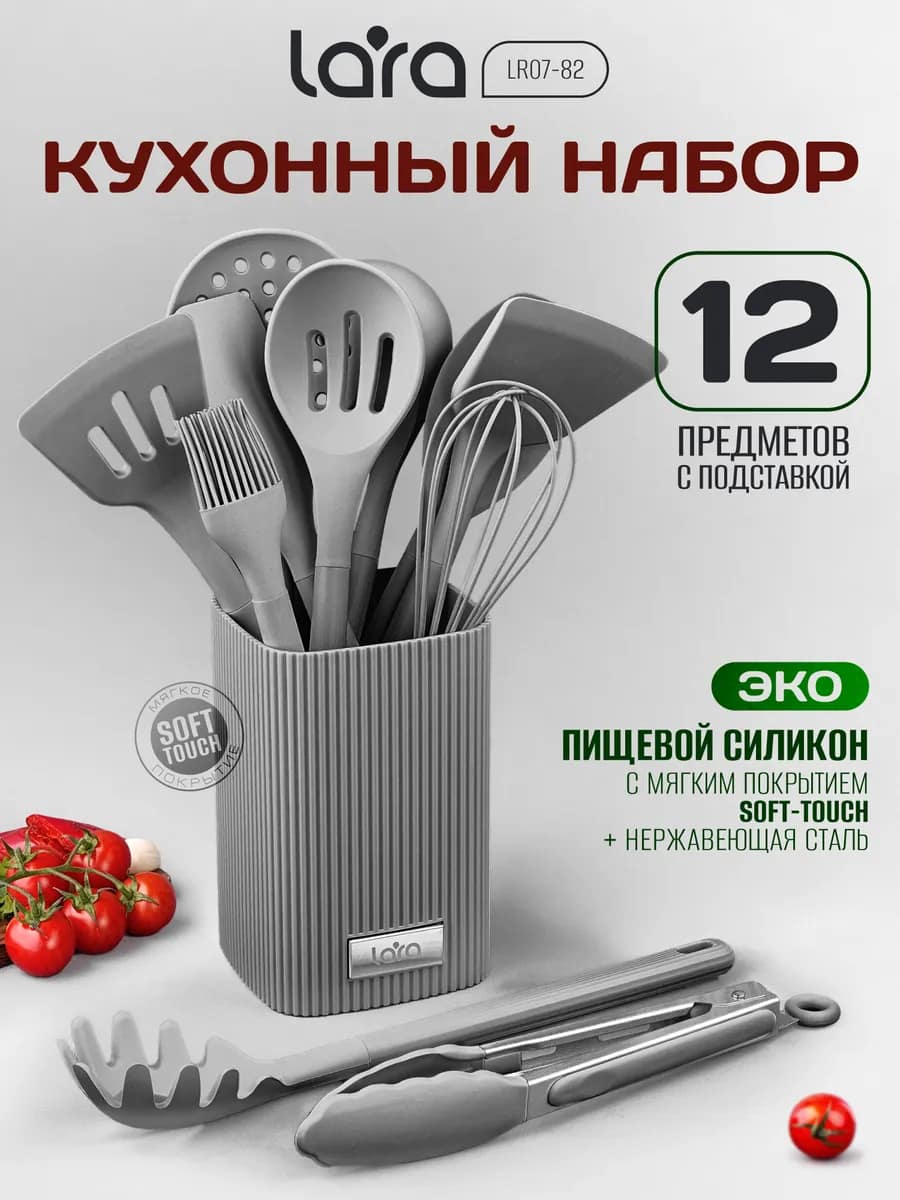 lara
LR07-82
КУХОННЫЙ НАБОР
12
ПРЕДМЕТОВ
С ПОДСТАВКОЙ
МЯГКОЕ
SOFT
TOUCH
ПОКРЫТИЕ
ЭКО
ПИЩЕВОЙ СИЛИКОН
С МЯГКИМ ПОКРЫТИЕМ
SOFT-TOUCH
+ НЕРЖАВЕЮЩАЯ СТАЛЬ
lara